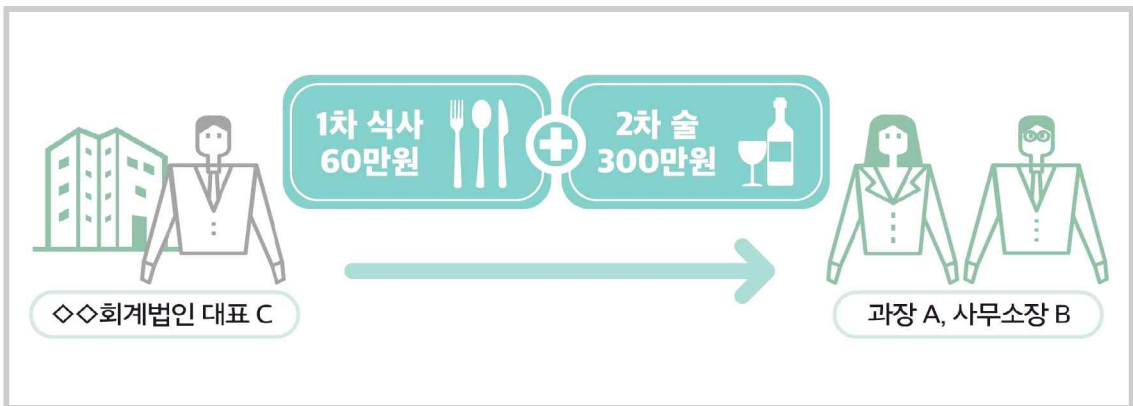 1차 식사
60만원
2차 술
300만원
◇◇회계법인 대표 C
과장 A, 사무소장 B